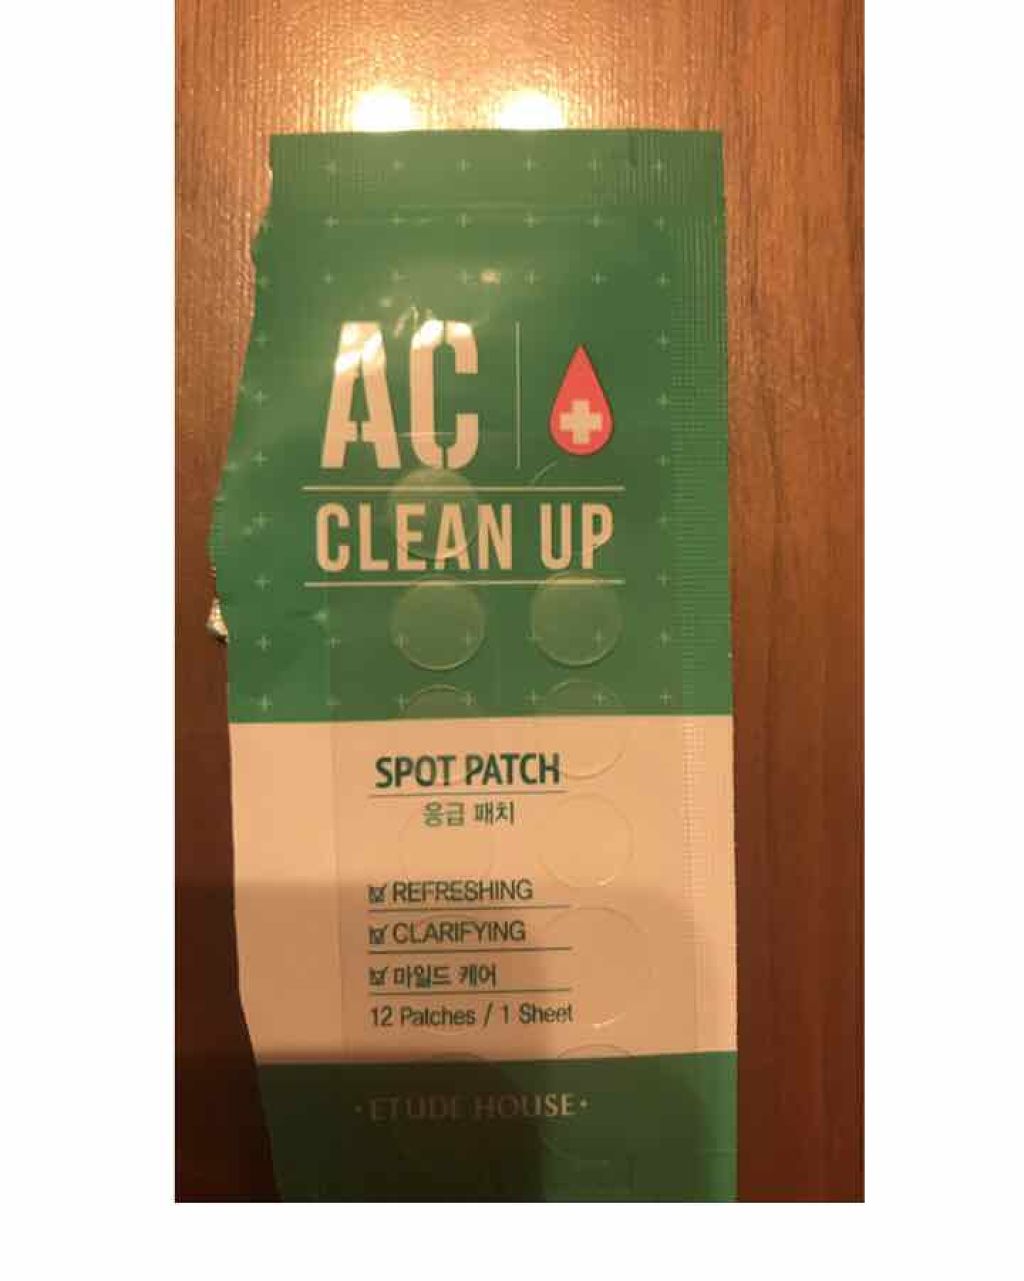 AC
CLEAN UP
SPOT PATCH
응급 패치
REFRESHING
CLARIFYING
마일드 케어
12 Patches / 1 Sheet
·ETUDE HOUSE·